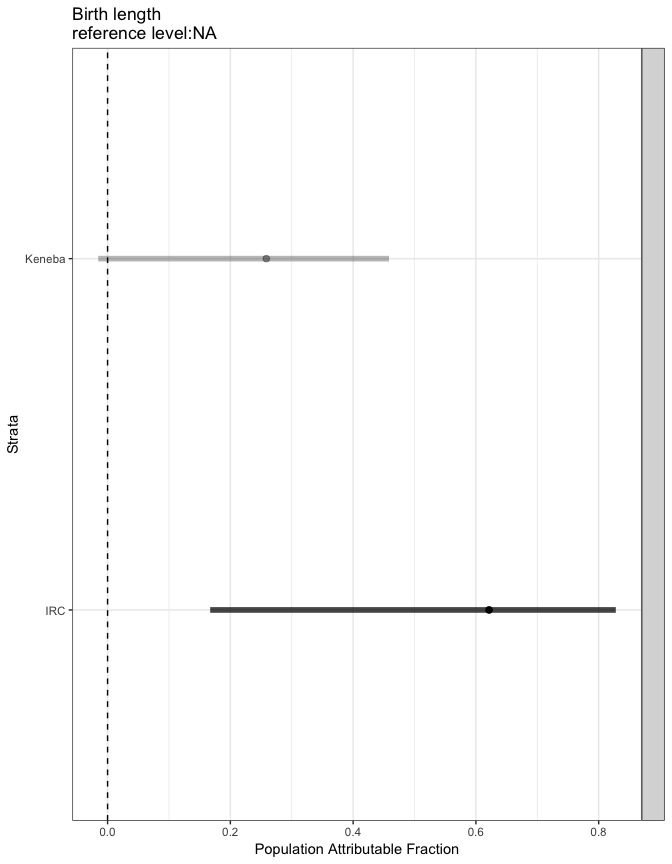 Birth length
reference level:NA
Keneba
IRC
Strata
0.0 0.2 0.4 0.6 0.8
Population Attributable Fraction